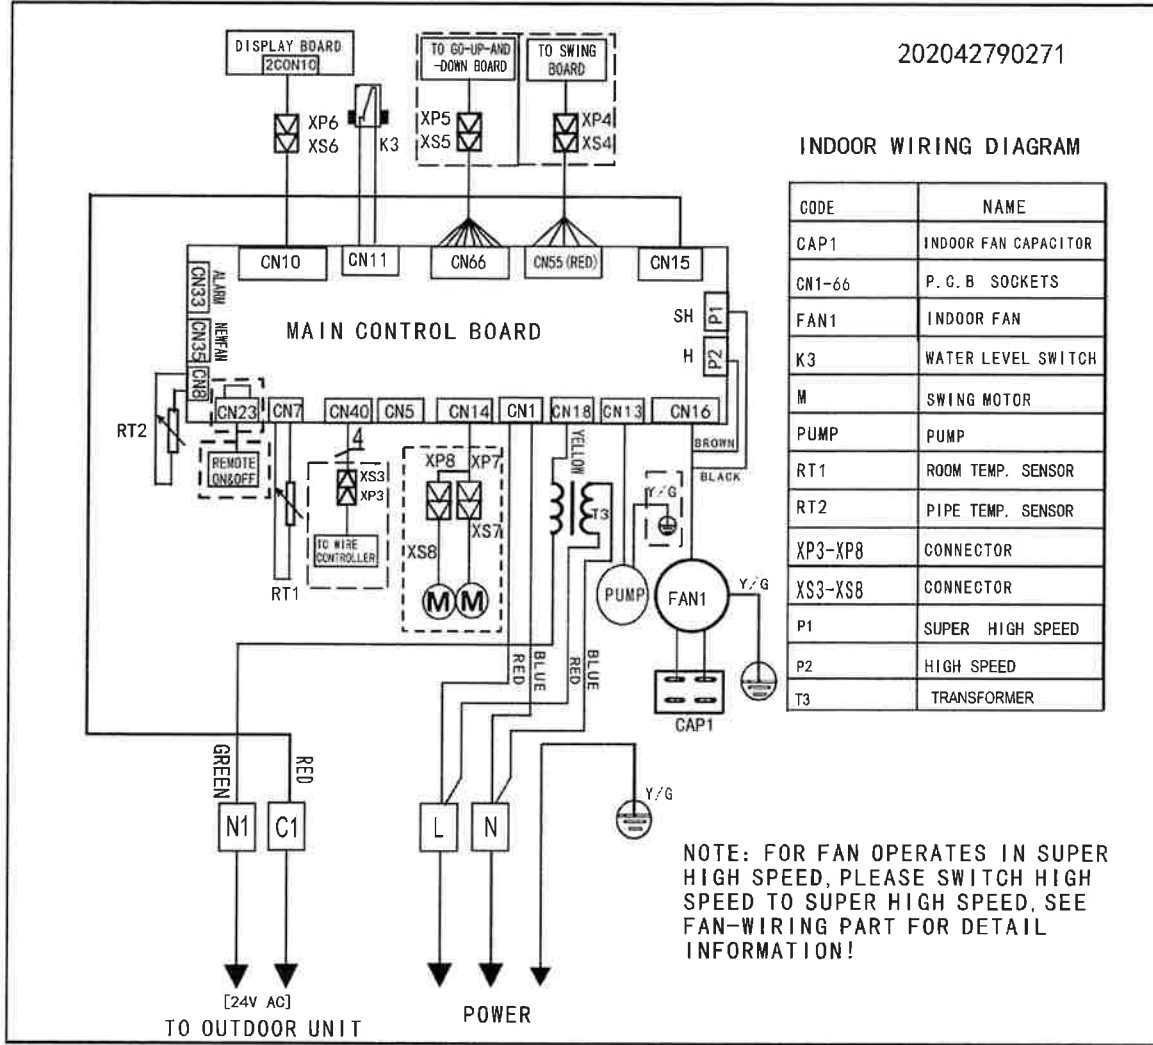 202042790271
INDOOR WIRING DIAGRAM
DISPLAY BOARD
2CON10
TO GO-UP-AND
-DOWN BOARD
TO SWING
BOARD
XP6
XS6
K3
XP5
XS5
XP4
XS4
CN10
CN11
CN66
CN55(RED)
CN15
CN33
ALARM
CN35
NEWFAN
CN8
MAIN CONTROL BOARD
SH
P1
H
P2
CN23
CN7
CN40
CN5
CN14
CN1
CN18
CN13
CN16
RT2
REMOTE
ON&OFF
4
XS3
XP3
TO WIRE
CONTROLLER
RT1
XP8
XP7
XS8
XS7
M
M
YELLOW
T3
Y/G
BROWN
BLACK
PUMP
FAN1
Y/G
CAP1
RED
BLUE
RED
BLUE
GREEN
RED
N1
C1
L
N
Y/G
[24V AC]
TO OUTDOOR UNIT
POWER
CODE NAME
CAP1 INDOOR FAN CAPACITOR
CN1-66 P.C.B SOCKETS
FAN1 INDOOR FAN
K3 WATER LEVEL SWITCH
M SWING MOTOR
PUMP PUMP
RT1 ROOM TEMP. SENSOR
RT2 PIPE TEMP. SENSOR
XP3-XP8 CONNECTOR
XS3-XS8 CONNECTOR
P1 SUPER HIGH SPEED
P2 HIGH SPEED
T3 TRANSFORMER
NOTE: FOR FAN OPERATES IN SUPER
HIGH SPEED, PLEASE SWITCH HIGH
SPEED TO SUPER HIGH SPEED, SEE
FAN-WIRING PART FOR DETAIL
INFORMATION!